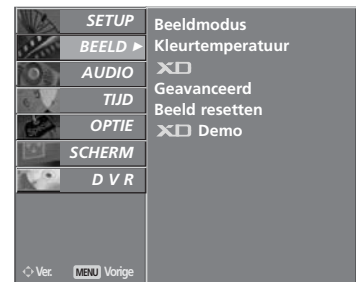 SETUP
BEELD ►
AUDIO
TIJD
OPTIE
SCHERM
D V R
Ver. MENU Vorige
Beeldmodus
Kleurtemperatuur
XD
Geavanceerd
Beeld resetten
XD Demo